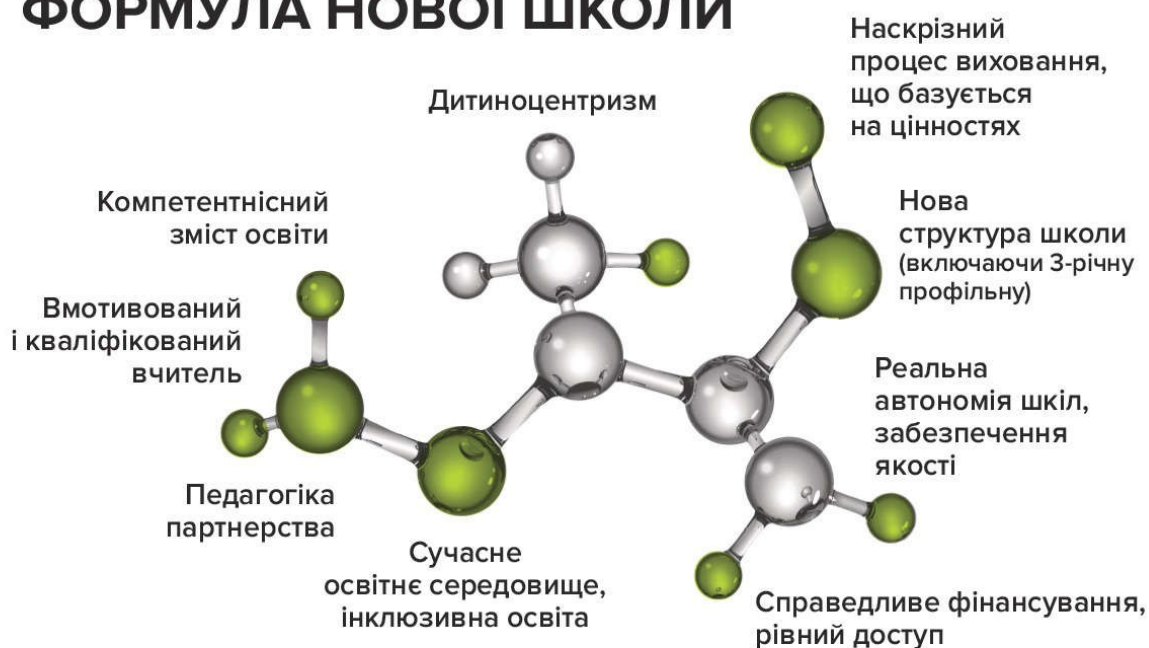 ФОРМУЛА НОВОЇ ШКОЛИ
Наскрізний
процес виховання,
що базується
на цінностях
Дитиноцентризм
Компетентнісний
зміст освіти
Нова
структура школи
(включаючи 3-річну
профільну)
Вмотивований
і кваліфікований
вчитель
Реальна
автономія шкіл,
забезпечення
якості
Педагогіка
партнерства
Сучасне
освітнє середовище,
інклюзивна освіта
Справедливе фінансування,
рівний доступ